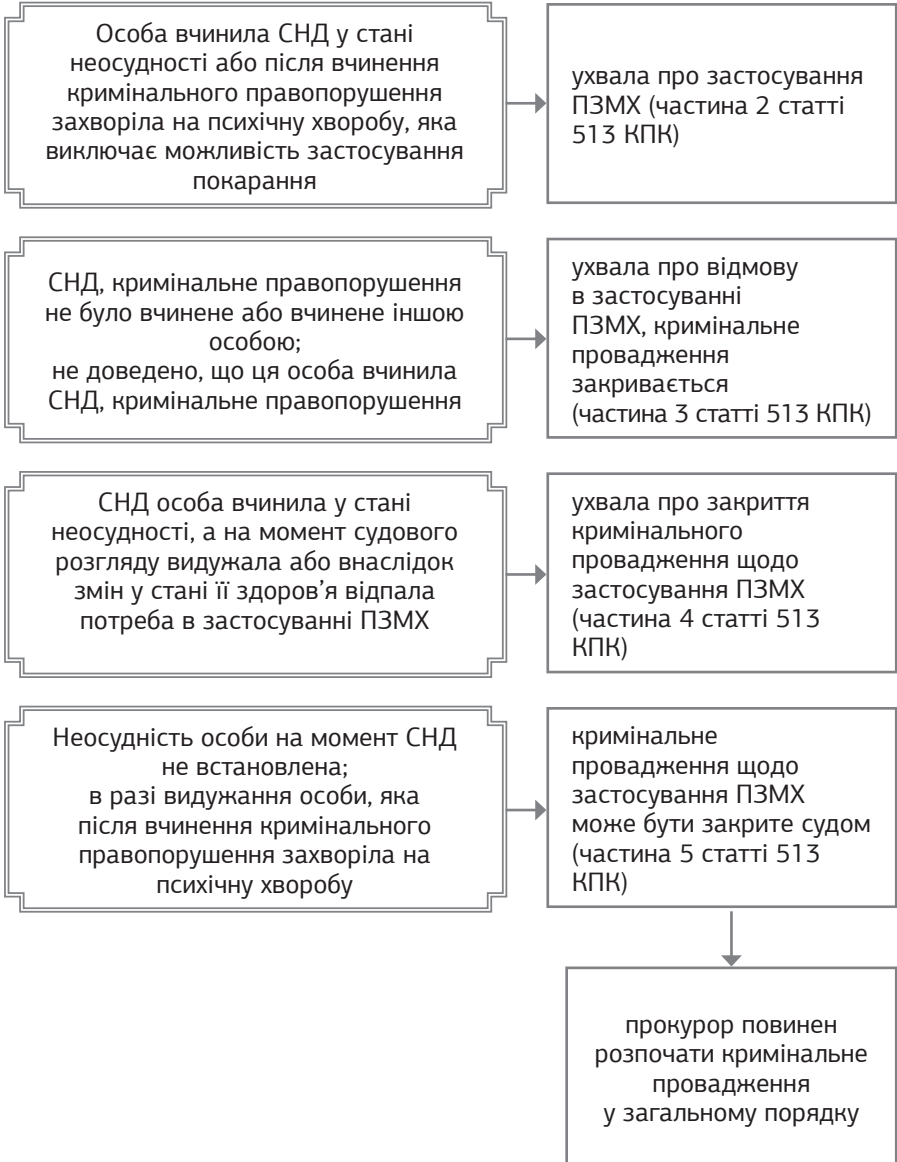 Особа вчинила СНД у стані
неосудності або після вчинення
кримінального правопорушення
захворіла на психічну хворобу, яка
виключає можливість застосування
покарання
ухвала про застосування
ПЗМХ (частина 2 статті
513 КПК)
СНД, кримінальне правопорушення
не було вчинене або вчинене іншою
особою;
не доведено, що ця особа вчинила
СНД, кримінальне правопорушення
ухвала про відмову
в застосуванні
ПЗМХ, кримінальне
провадження
закривається
(частина 3 статті 513 КПК)
СНД особа вчинила у стані
неосудності, а на момент судового
розгляду видужала або внаслідок
змін у стані її здоров’я відпала
потреба в застосуванні ПЗМХ
ухвала про закриття
кримінального
провадження щодо
застосування ПЗМХ
(частина 4 статті 513
КПК)
Неосудність особи на момент СНД
не встановлена;
в разі видужання особи, яка
після вчинення кримінального
правопорушення захворіла на
психічну хворобу
кримінальне
провадження щодо
застосування ПЗМХ
може бути закрите судом
(частина 5 статті 513
КПК)
прокурор повинен
розпочати кримінальне
провадження
у загальному порядку